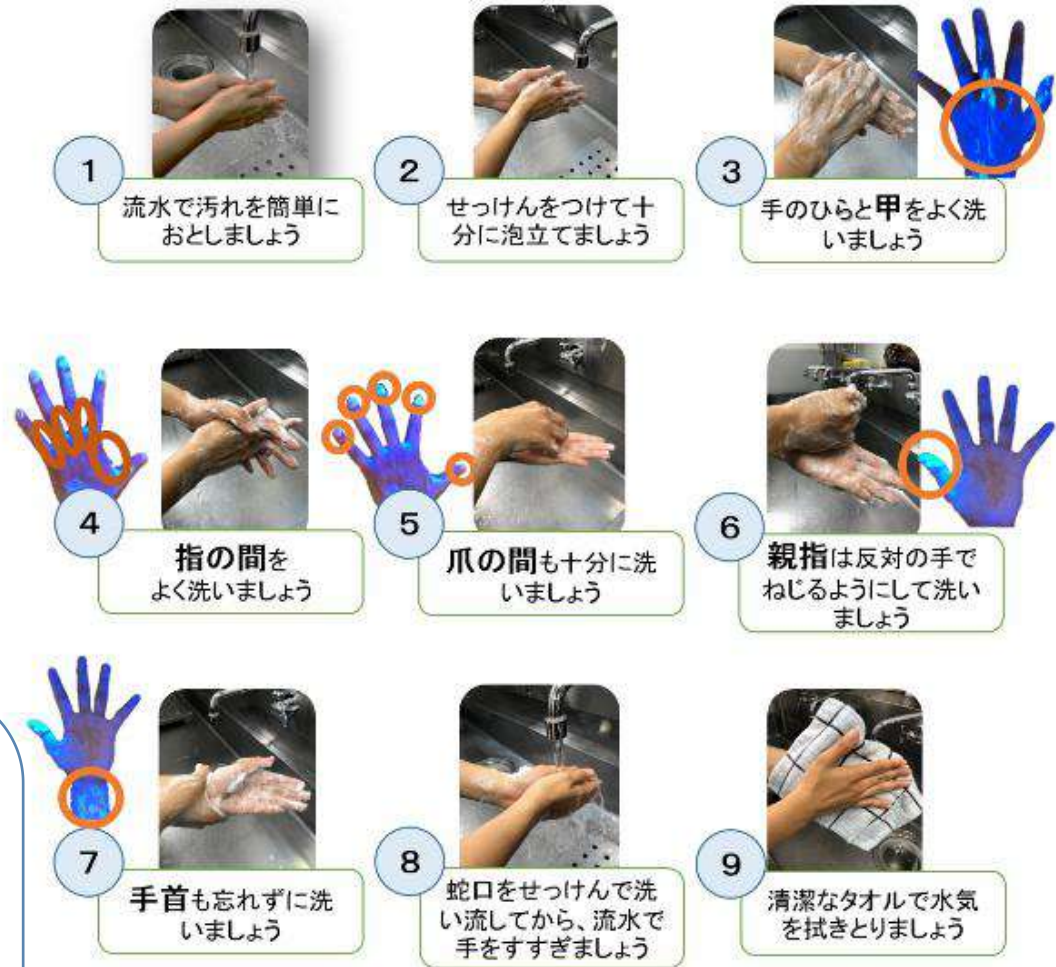 1
流水で汚れを簡単に
おとしましょう
2
せっけんをつけて十
分に泡立てましょう
3
手のひらと甲をよく洗
いましょう
4
指の間を
よく洗いましょう
5
爪の間も十分に洗
いましょう
6
親指は反対の手で
ねじるようにして洗い
ましょう
7
手首も忘れずに洗
いましょう
8
蛇口をせっけんで洗
い流してから、流水で
手をすすぎましょう
9
清潔なタオルで水気
を拭きとりましょう